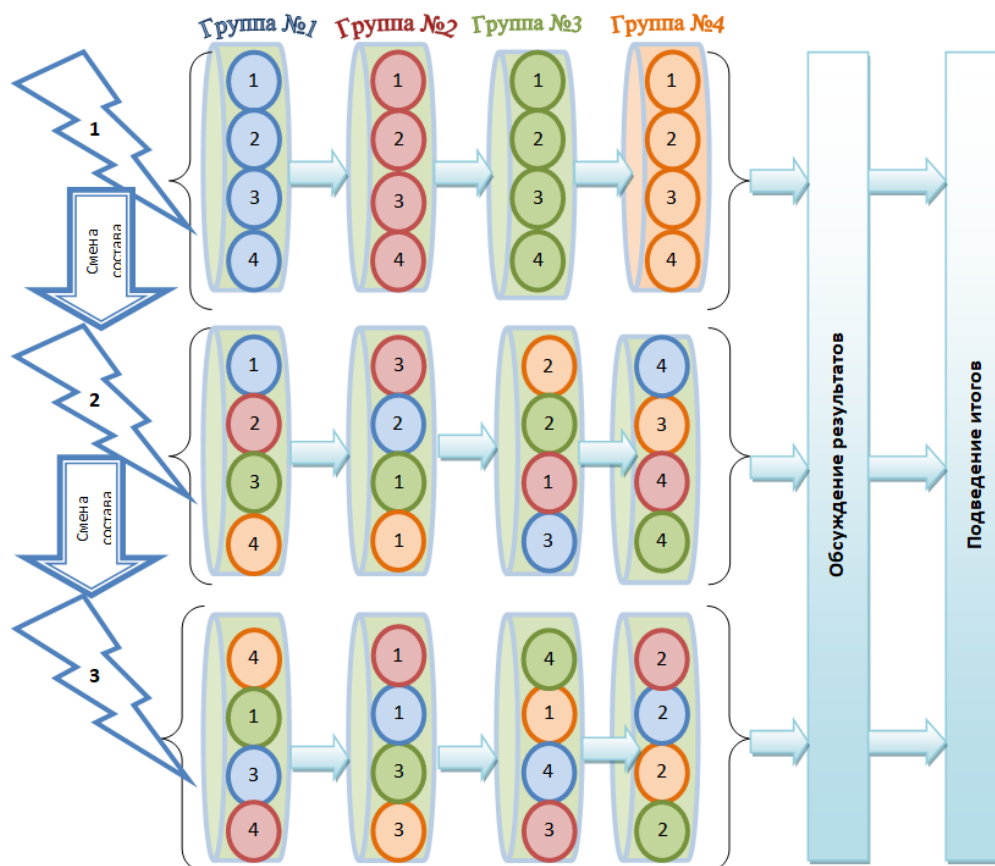 Группа №1 Группа №2 Группа №3 Группа №4
1
1 1 1 1
2 2 2 2
3 3 3 3
4 4 4 4
Смена
состава
2
1 3 2 4
2 2 2 3
3 1 1 4
4 1 3 4
Смена
состава
3
4 1 4 2
1 1 1 2
3 3 4 2
4 3 3 2
Обсуждение результатов
Подведение итогов